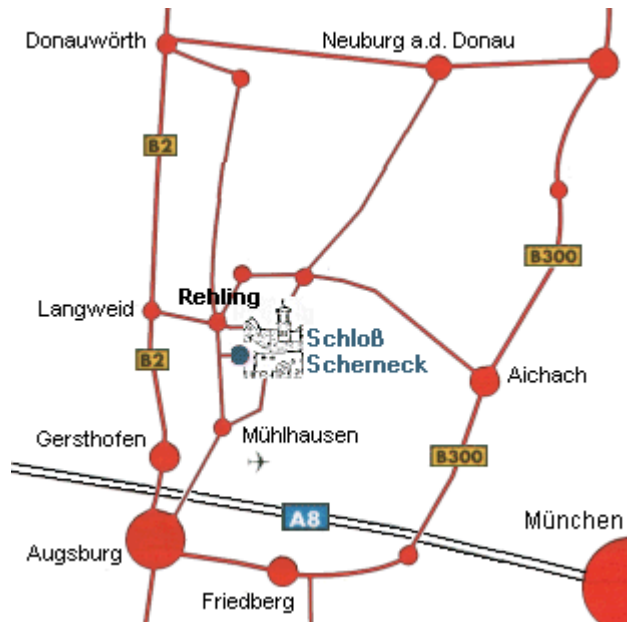 Donauwörth
Neuburg a.d. Donau
B2
B300
Rehling
Langweid
Schloß
Scherneck
B2
Aichach
Gersthofen
Mühlhausen
B300
A8
München
Augsburg
Friedberg